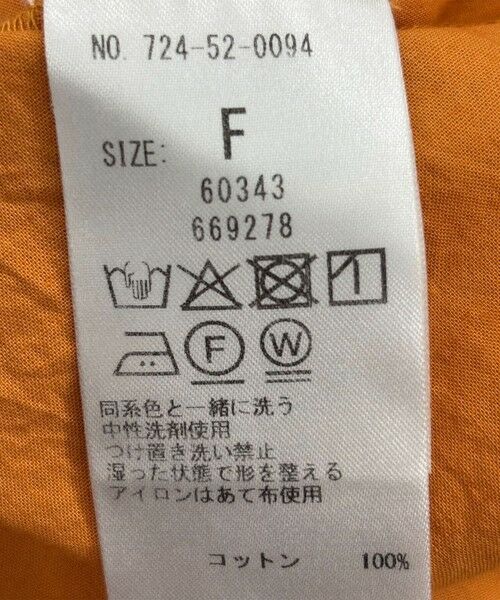 NO. 724-52-0094
SIZE: F
60343
669278
F W
同系色と一緒に洗う
中性洗剤使用
つけ置き洗い禁止
湿った状態で形を整える
アイロンはあて布使用
コットン 100%